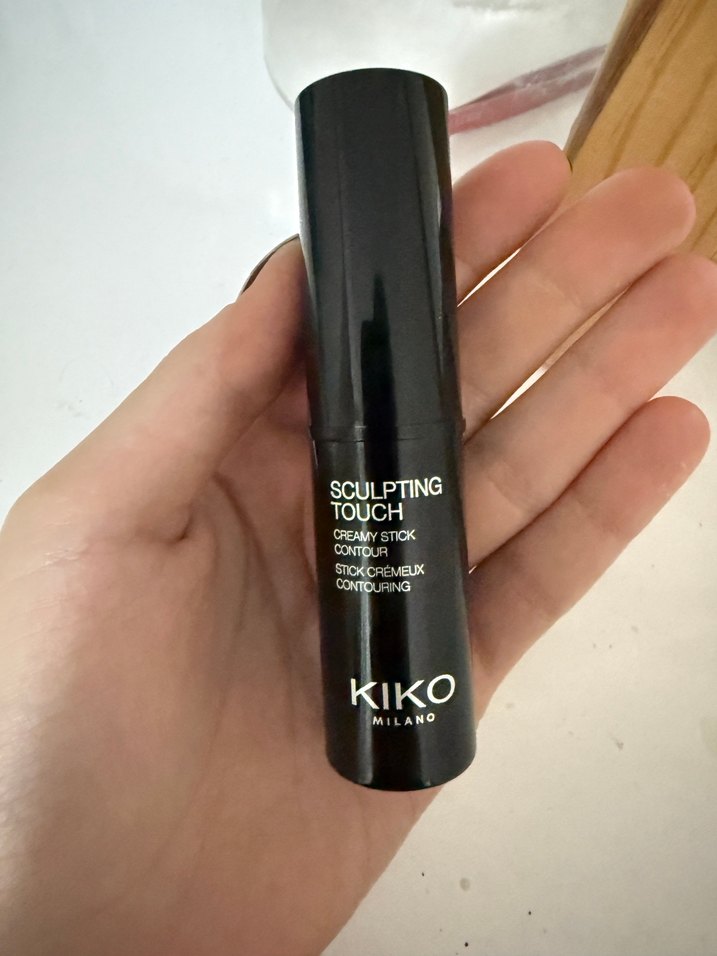 SCULPTING
TOUCH
CREAMY STICK
CONTOUR
STICK CRÉMEUX
CONTOURING
KIKO
MILANO